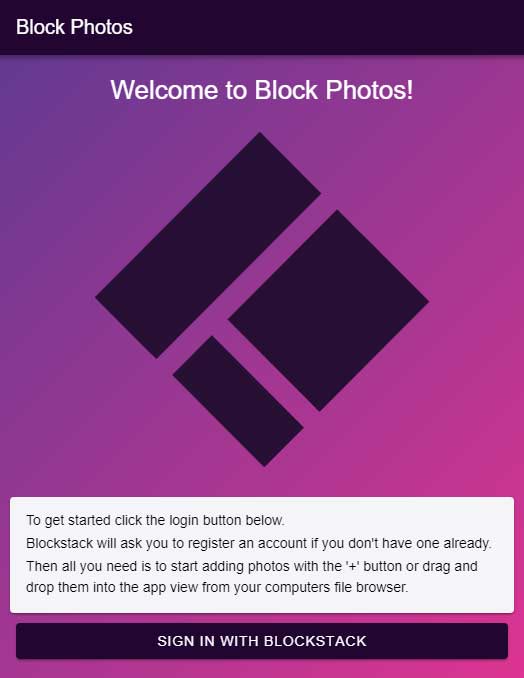 Block Photos
Welcome to Block Photos!
To get started click the login button below.
Blockstack will ask you to register an account if you don't have one already.
Then all you need is to start adding photos with the '+' button or drag and
drop them into the app view from your computers file browser.
SIGN IN WITH BLOCKSTACK